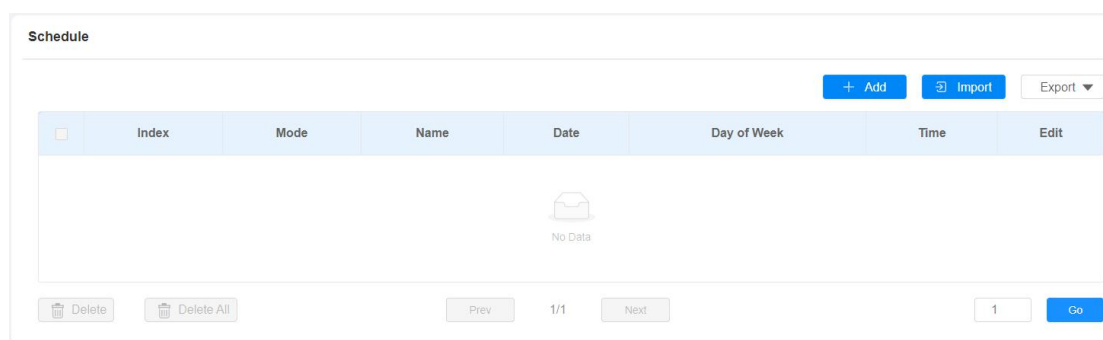 Schedule
Add Import Export
Index Mode Name Date Day of Week Time Edit
No Data
Delete Delete All Prev 1/1 Next 1 Go